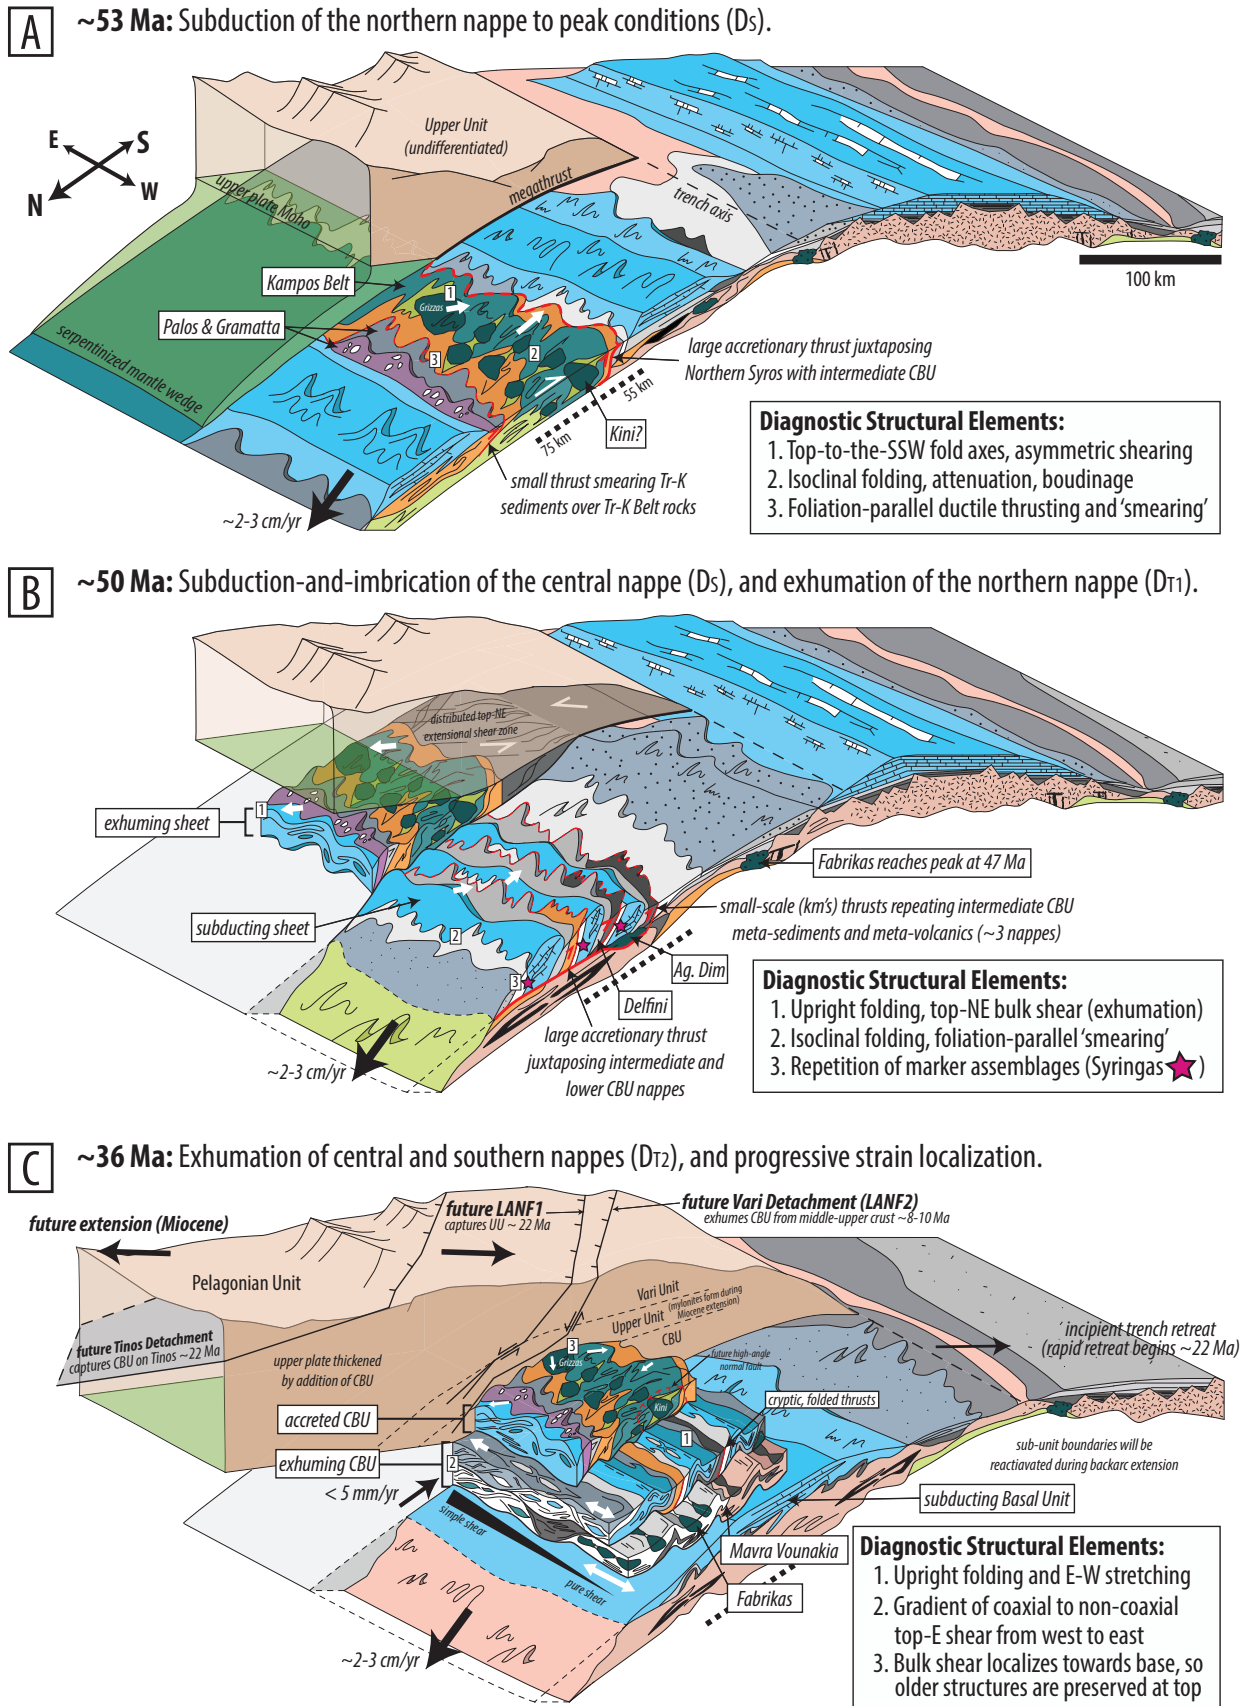 A
~53 Ma: Subduction of the northern nappe to peak conditions (Ds).
E
S
N
W
Upper Unit
(undifferentiated)
megathrust
upper plate Moho
trench axis
100 km
Kampos Belt
1
Grizzas
Palos & Gramatta
2
3
serpentinized mantle wedge
large accretionary thrust juxtaposing
Northern Syros with intermediate CBU
55 km
75 km
Kini?
small thrust smearing Tr-K
sediments over Tr-K Belt rocks
~2-3 cm/yr
Diagnostic Structural Elements:
1. Top-to-the-SSW fold axes, asymmetric shearing
2. Isoclinal folding, attenuation, boudinage
3. Foliation-parallel ductile thrusting and ‘smearing’
B
~50 Ma: Subduction-and-imbrication of the central nappe (Ds), and exhumation of the northern nappe (DT1).
distributed top-NE
extensional shear zone
1
exhuming sheet
Fabrikas reaches peak at 47 Ma
subducting sheet
2
small-scale (km’s) thrusts repeating intermediate CBU
meta-sediments and meta-volcanics (~3 nappes)
3
Ag. Dim
Delfini
large accretionary thrust
juxtaposing intermediate and
lower CBU nappes
~2-3 cm/yr
Diagnostic Structural Elements:
1. Upright folding, top-NE bulk shear (exhumation)
2. Isoclinal folding, foliation-parallel ‘smearing’
3. Repetition of marker assemblages (Syringas ★)
C
~36 Ma: Exhumation of central and southern nappes (DT2), and progressive strain localization.
future extension (Miocene)
future LANF1
captures UU ~ 22 Ma
future Vari Detachment (LANF2)
exhumes CBU from middle-upper crust ~8-10 Ma
Pelagonian Unit
Vari Unit
(mylonites form during
Miocene extension)
Upper Unit
CBU
future Tinos Detachment
captures CBU on Tinos ~22 Ma
incipient trench retreat
(rapid retreat begins ~22 Ma)
3
Grizzas
future high-angle
normal fault
upper plate thickened
by addition of CBU
cryptic, folded thrusts
Kini
accreted CBU
1
exhuming CBU
2
< 5 mm/yr
sub-unit boundaries will be
reactiavated during backarc extension
subducting Basal Unit
simple shear
pure shear
Mavra Vounakia
Fabrikas
~2-3 cm/yr
Diagnostic Structural Elements:
1. Upright folding and E-W stretching
2. Gradient of coaxial to non-coaxial
top-E shear from west to east
3. Bulk shear localizes towards base, so
older structures are preserved at top